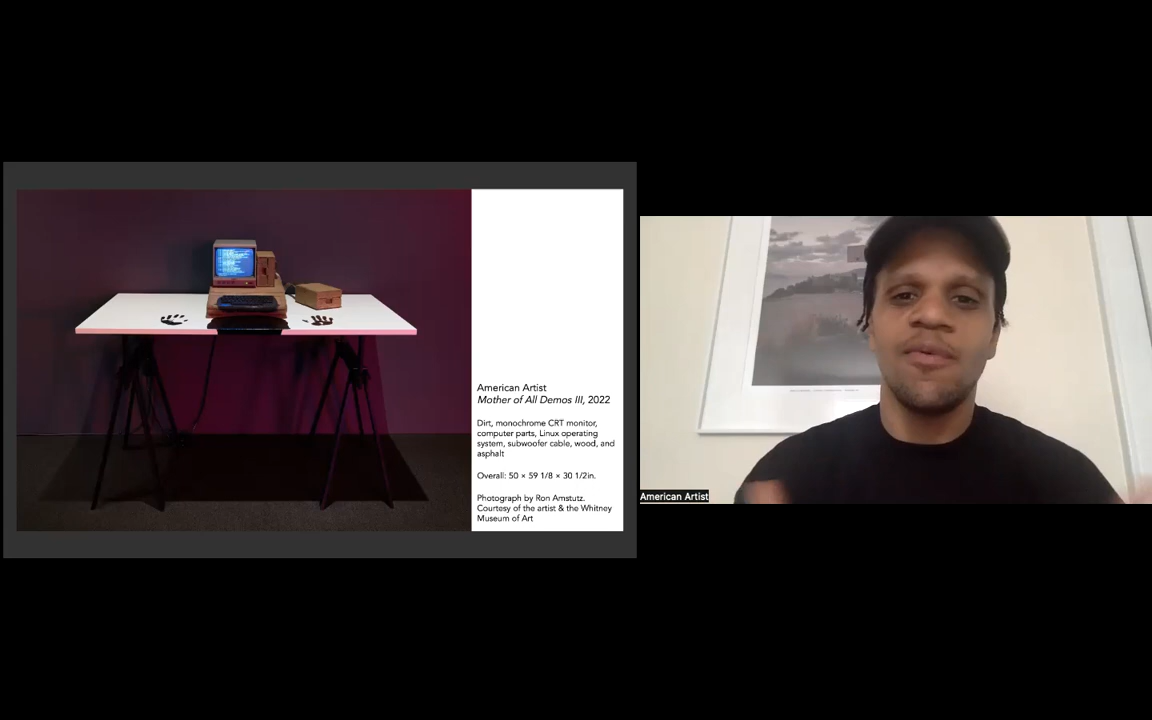 American Artist
Mother of All Demos III, 2022
Dirt, monochrome CRT monitor,
computer parts, Linux operating
system, subwoofer cable, wood, and
asphalt
Overall: 50 × 59 1/8 × 30 1/2in.
Photograph by Ron Amstutz.
Courtesy of the artist & the Whitney
Museum of Art
American Artist